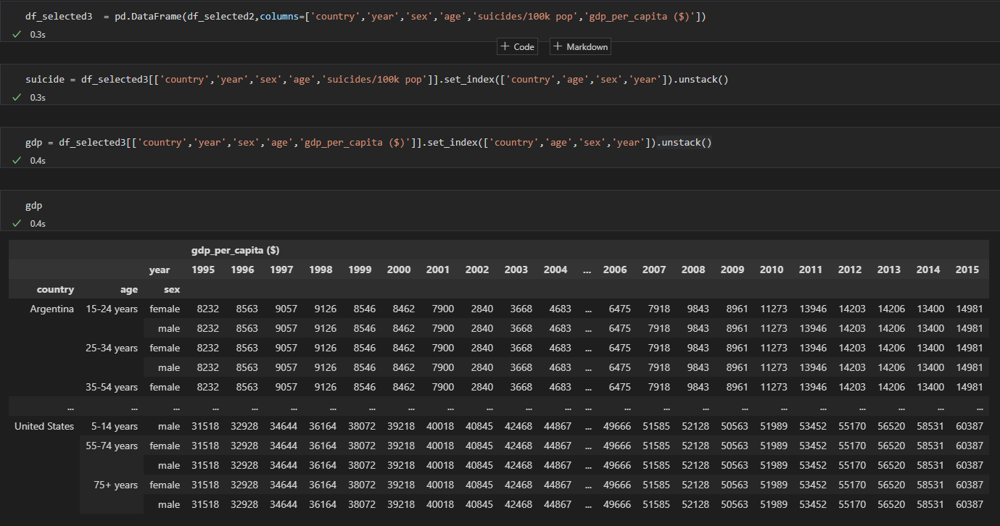 df_selected3  = pd.DataFrame(df_selected2,columns=['country','year','sex','age','suicides/100k pop','gdp_per_capita ($)'])
✓ 0.3s
+ Code + Markdown
suicide = df_selected3[['country','year','sex','age','suicides/100k pop']].set_index(['country','age','sex','year']).unstack()
✓ 0.3s
gdp = df_selected3[['country','year','sex','age','gdp_per_capita ($)']].set_index(['country','age','sex','year']).unstack()
✓ 0.4s
gdp
✓ 0.4s
gdp_per_capita ($)
year 1995 1996 1997 1998 1999 2000 2001 2002 2003 2004 ... 2006 2007 2008 2009 2010 2011 2012 2013 2014 2015
country age sex
Argentina 15-24 years female 8232 8563 9057 9126 8546 8462 7900 2840 3668 4683 ... 6475 7918 9843 8961 11273 13946 14203 14206 13400 14981
male 8232 8563 9057 9126 8546 8462 7900 2840 3668 4683 ... 6475 7918 9843 8961 11273 13946 14203 14206 13400 14981
25-34 years female 8232 8563 9057 9126 8546 8462 7900 2840 3668 4683 ... 6475 7918 9843 8961 11273 13946 14203 14206 13400 14981
male 8232 8563 9057 9126 8546 8462 7900 2840 3668 4683 ... 6475 7918 9843 8961 11273 13946 14203 14206 13400 14981
35-54 years female 8232 8563 9057 9126 8546 8462 7900 2840 3668 4683 ... 6475 7918 9843 8961 11273 13946 14203 14206 13400 14981
... ... ... ... ... ... ... ... ... ... ... ... ... ... ... ... ... ... ... ... ... ... ... ... ...
United States 5-14 years male 31518 32928 34644 36164 38072 39218 40018 40845 42468 44867 ... 49666 51585 52128 50563 51989 53452 55170 56520 58531 60387
55-74 years female 31518 32928 34644 36164 38072 39218 40018 40845 42468 44867 ... 49666 51585 52128 50563 51989 53452 55170 56520 58531 60387
male 31518 32928 34644 36164 38072 39218 40018 40845 42468 44867 ... 49666 51585 52128 50563 51989 53452 55170 56520 58531 60387
75+ years female 31518 32928 34644 36164 38072 39218 40018 40845 42468 44867 ... 49666 51585 52128 50563 51989 53452 55170 56520 58531 60387
male 31518 32928 34644 36164 38072 39218 40018 40845 42468 44867 ... 49666 51585 52128 50563 51989 53452 55170 56520 58531 60387